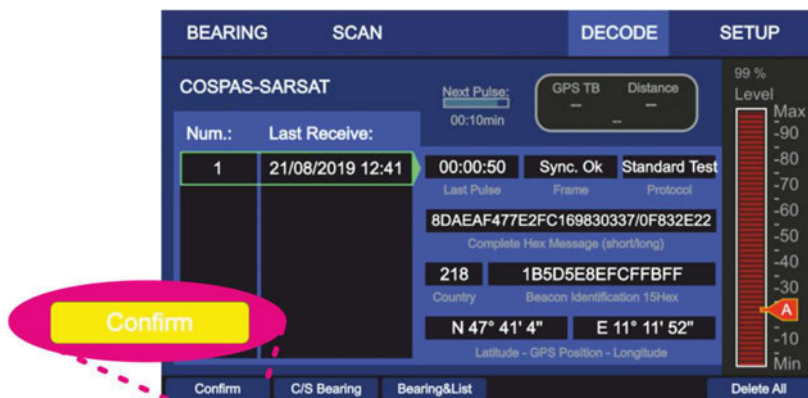 BEARING SCAN DECODE SETUP
COSPAS-SARSAT
Next Pulse:
00:10min
GPS TB Distance
-- --
--
99 %
Level
Max
-90
-80
-70
-60
-50
-40
-30
A
-10
Min
Num.: Last Receive:
1 21/08/2019 12:41
00:00:50 Sync. Ok Standard Test
Last Pulse Frame Protocol
8DAEAF477E2FC169830337/0F832E22
Complete Hex Message (short/long)
218 1B5D5E8EFCFFBFF
Country Beacon Identification 15Hex
N 47° 41' 4" E 11° 11' 52"
Latitude - GPS Position - Longitude
Confirm
Confirm C/S Bearing Bearing&List Delete All